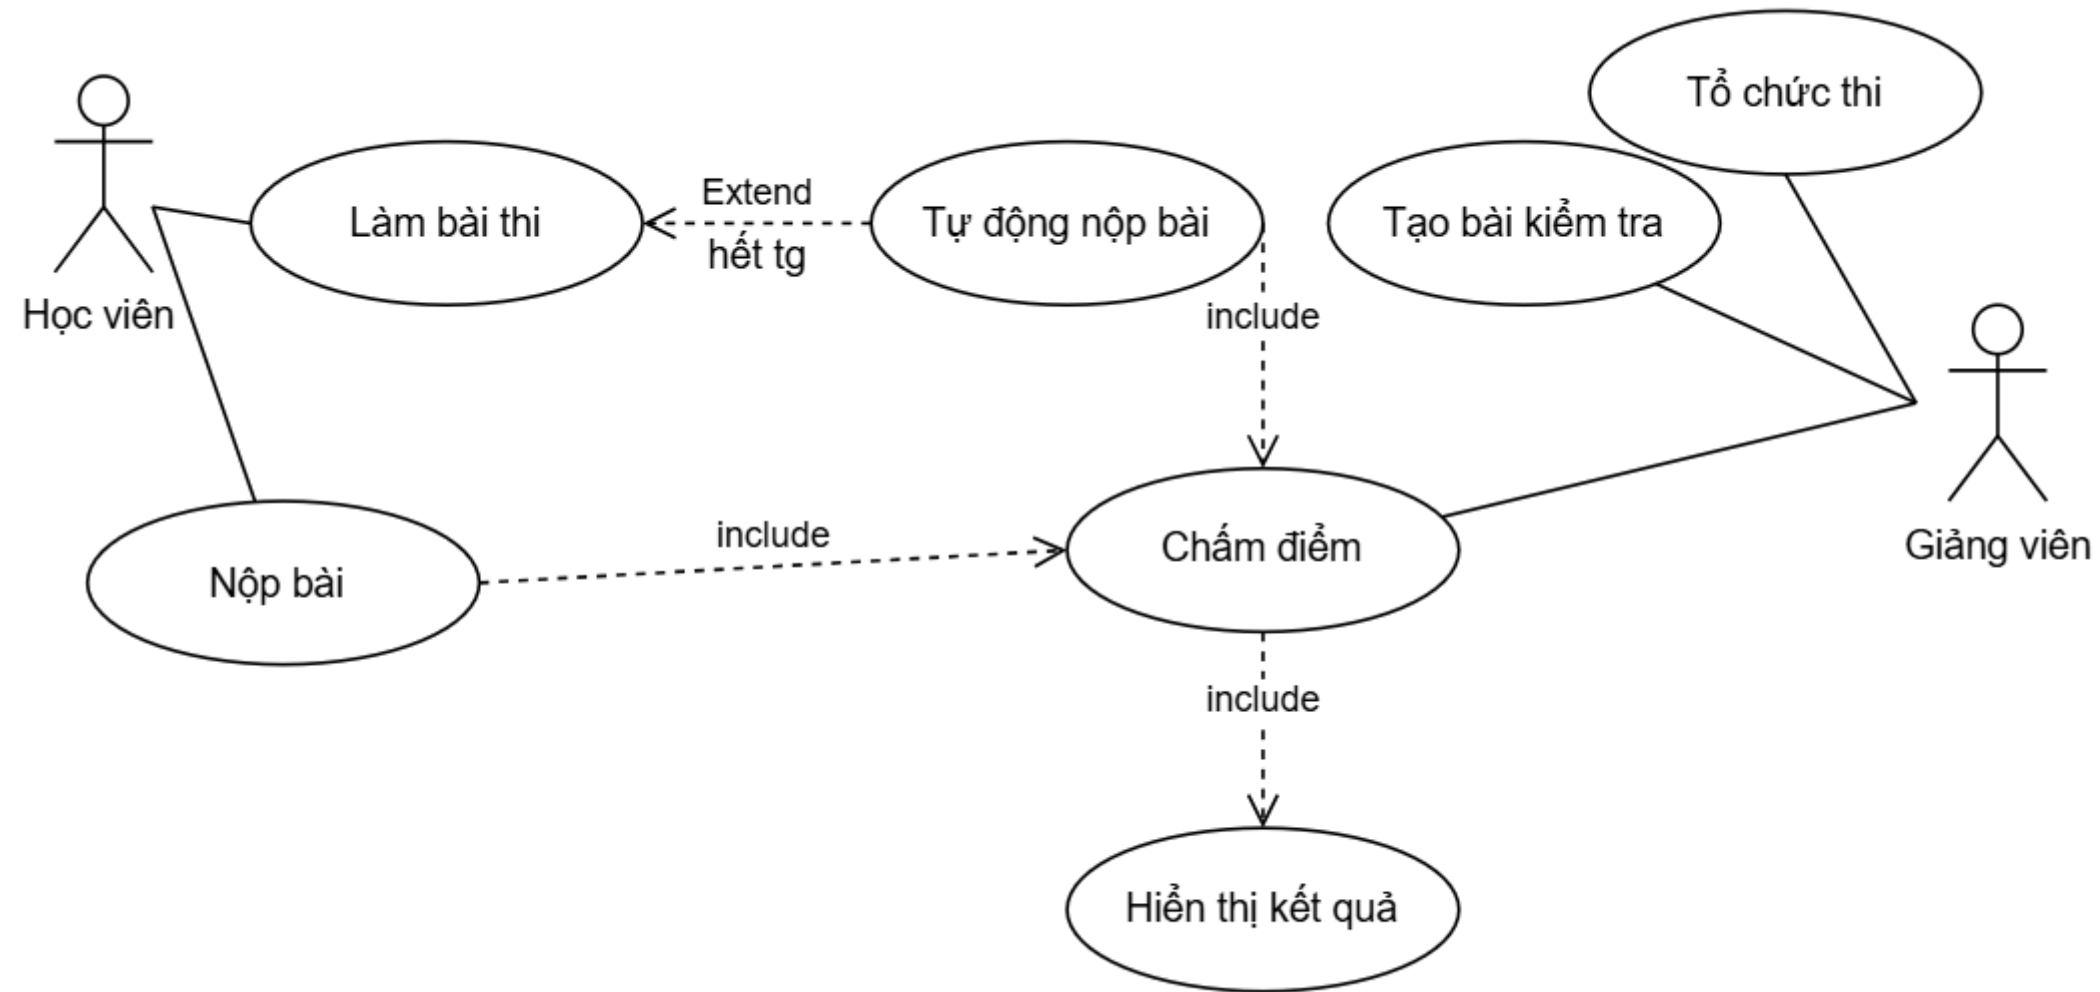 Tổ chức thi
Làm bài thi
Extend
hết tg
Tự động nộp bài
Tạo bài kiểm tra
Học viên
include
Nộp bài
include
Chấm điểm
Giảng viên
include
Hiển thị kết quả